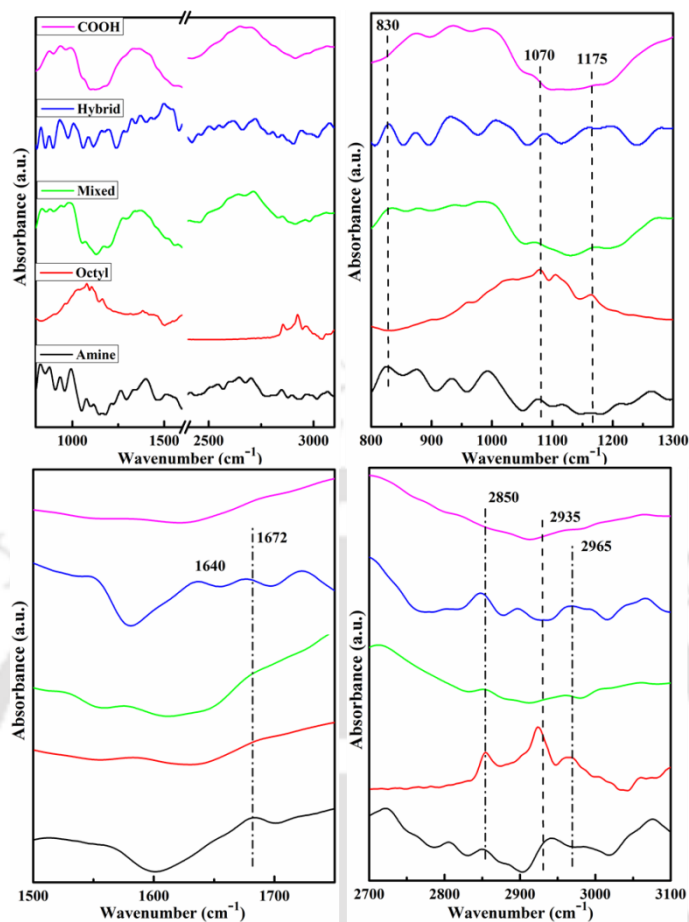 COOH
Hybrid
Mixed
Octyl
Amine
Absorbance (a.u.)
1000 1500 2400 2700 3000
Wavenumber (cm⁻¹)
830
1070
1175
Absorbance (a.u.)
800 900 1000 1100 1200 1300
Wavenumber (cm⁻¹)
1672
1640
Absorbance (a.u.)
1500 1600 1700
Wavenumber (cm⁻¹)
2850
2935
2965
Absorbance (a.u.)
2700 2800 2900 3000 3100
Wavenumber (cm⁻¹)